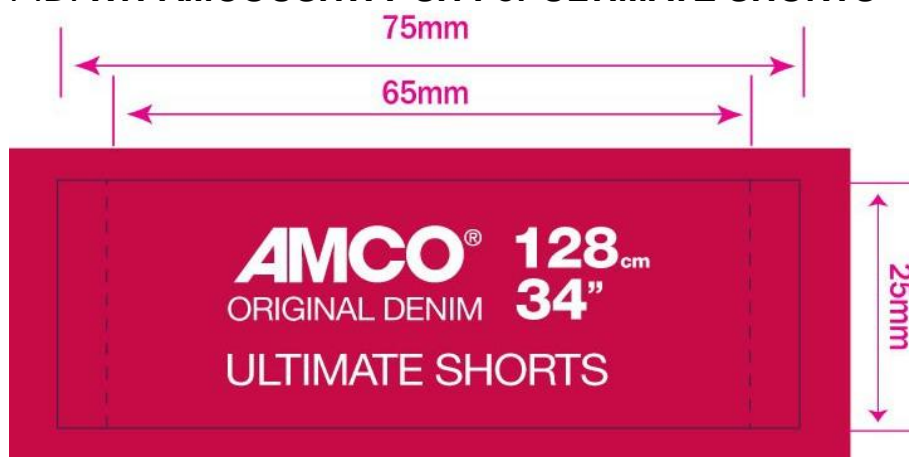 75mm
65mm
AMCO® 128cm
ORIGINAL DENIM 34”
ULTIMATE SHORTS
25mm